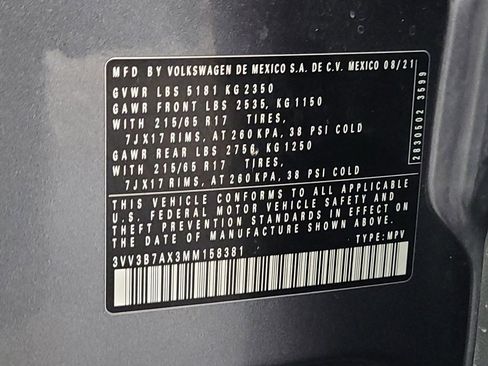 MFD BY VOLKSWAGEN DE MEXICO S.A. DE C.V. MEXICO 08/21
GVWR LBS 5181 KG 2350
GAWR FRONT LBS 2535, KG 1150
WITH 215/65 R17 TIRES,
7JX17 RIMS, AT 260 KPA, 38 PSI COLD
GAWR REAR LBS 2756, KG 1250
WITH 215/65 R17 TIRES,
7JX17 RIMS, AT 260 KPA, 38 PSI COLD
THIS VEHICLE CONFORMS TO ALL APPLICABLE
U.S. FEDERAL MOTOR VEHICLE SAFETY AND
THEFT PREVENTION STANDARDS IN EFFECT ON
THE DATE OF MANUFACTURE SHOWN ABOVE.
3VV3B7AX3MM158381 TYPE: MPV
2830502 3599